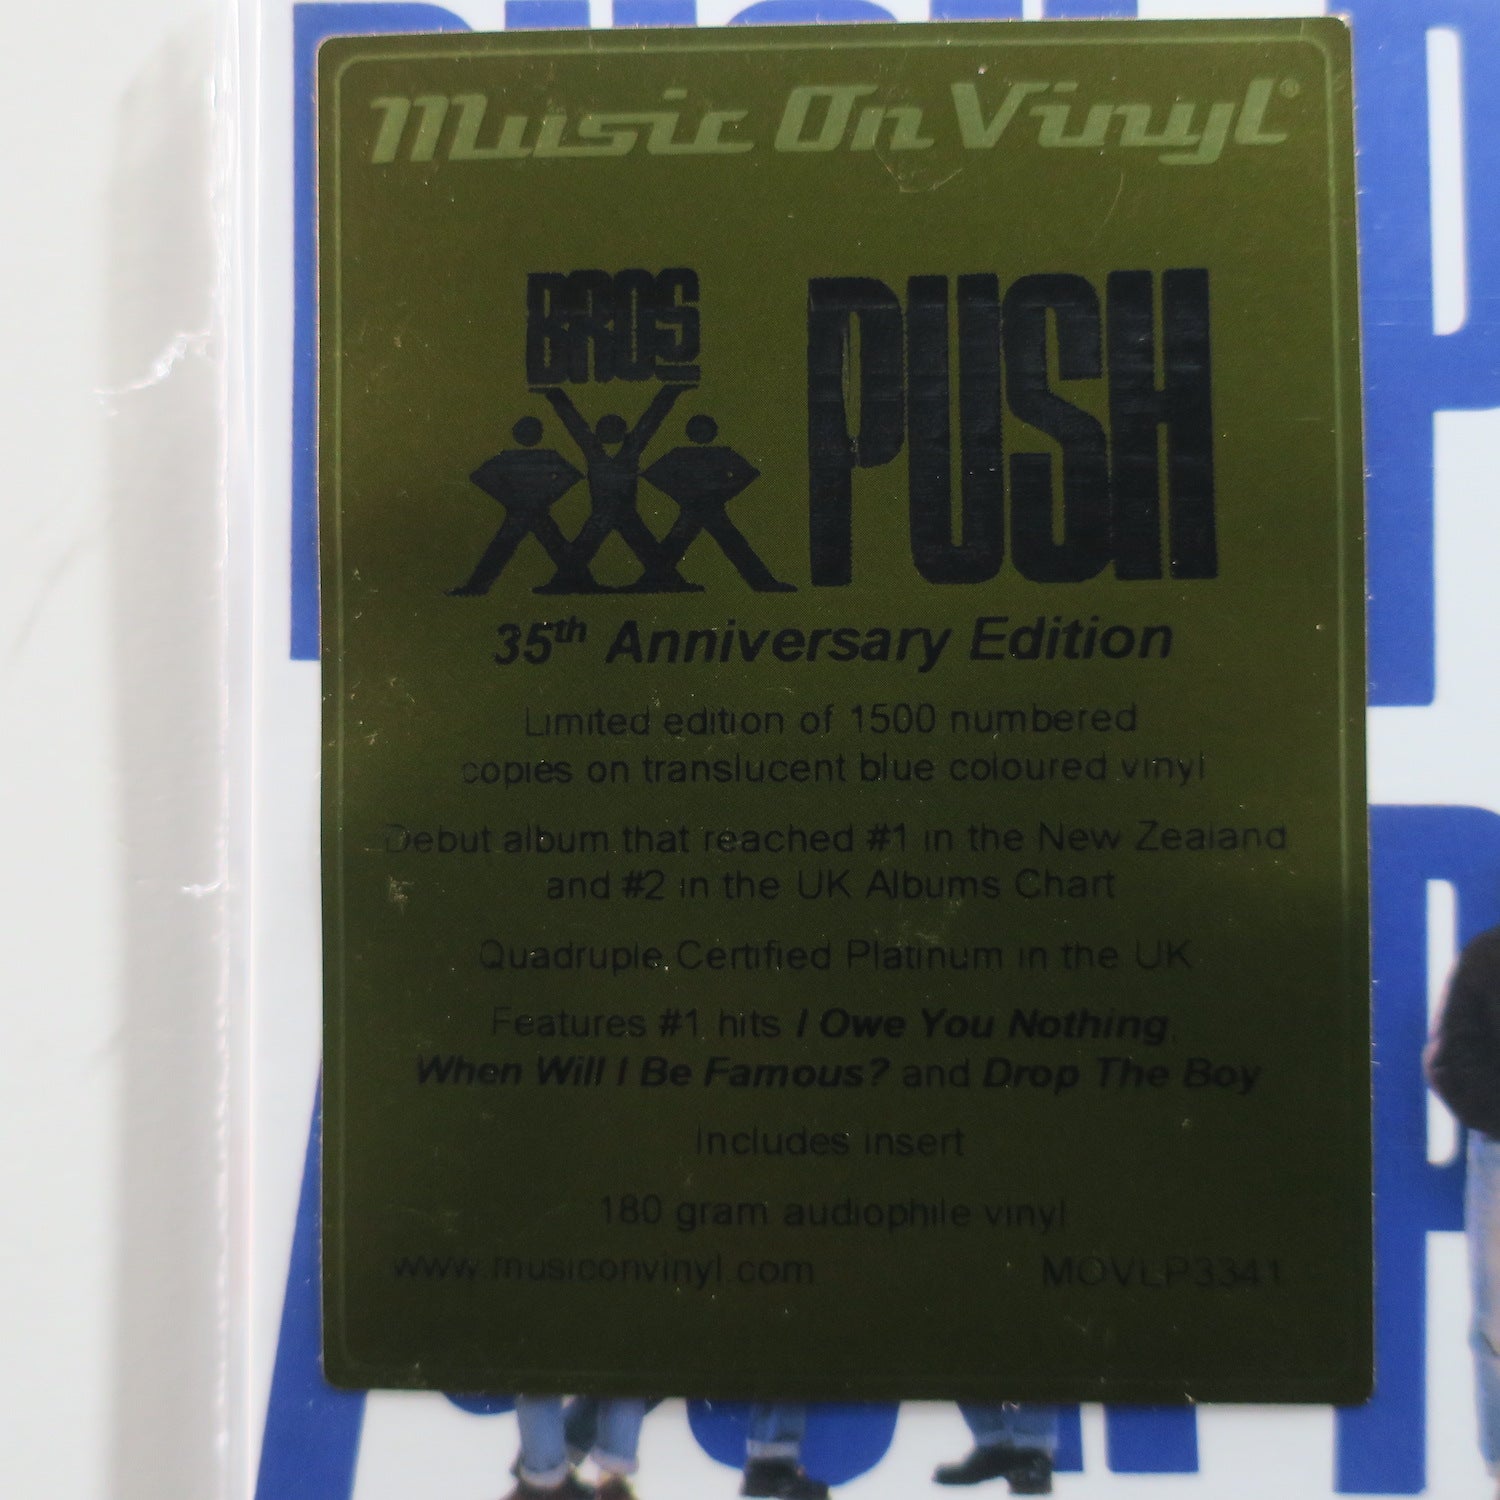 Music On Vinyl®
BROS PUSH
35th Anniversary Edition
Limited edition of 1500 numbered
copies on translucent blue coloured vinyl
Debut album that reached #1 in the New Zealand
and #2 in the UK Albums Chart
Quadruple Certified Platinum in the UK
Features #1 hits I Owe You Nothing,
When Will I Be Famous? and Drop The Boy
Includes insert
180 gram audiophile vinyl
www.musiconvinyl.com MOVLP3341